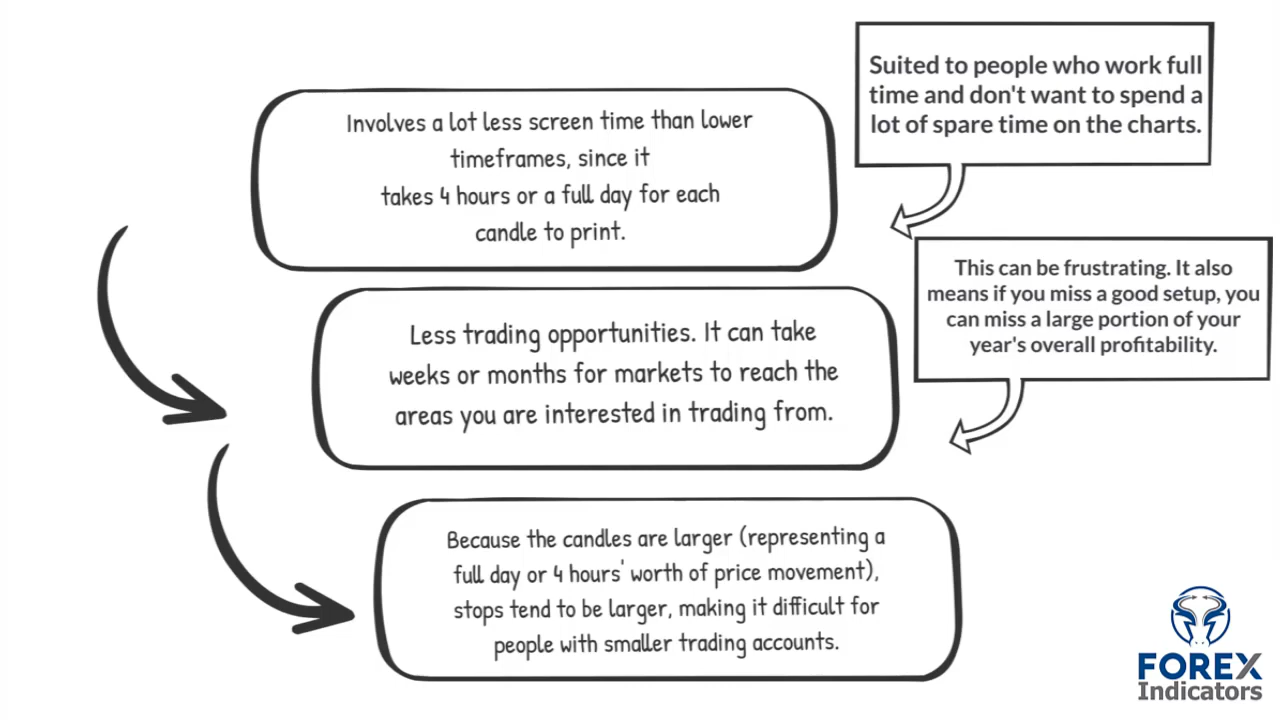 Suited to people who work full
time and don't want to spend a
lot of spare time on the charts.
Involves a lot less screen time than lower
timeframes, since it
takes 4 hours or a full day for each
candle to print.
This can be frustrating. It also
means if you miss a good setup, you
can miss a large portion of your
year's overall profitability.
Less trading opportunities. It can take
weeks or months for markets to reach the
areas you are interested in trading from.
Because the candles are larger (representing a
full day or 4 hours' worth of price movement),
stops tend to be larger, making it difficult for
people with smaller trading accounts.
FOREX
Indicators